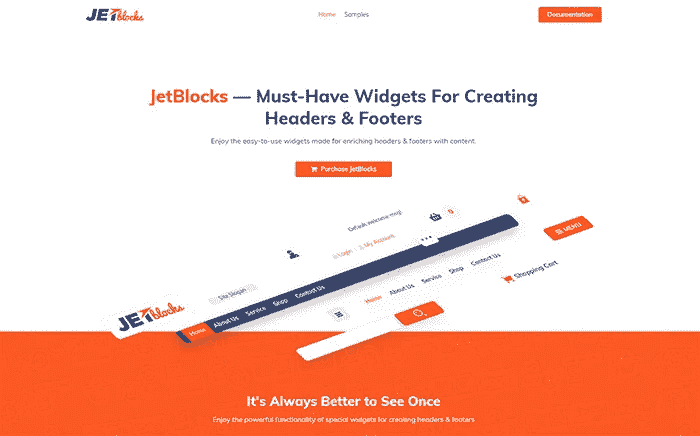 JETblocks
Home Samples
Documentation
JetBlocks — Must-Have Widgets For Creating
Headers & Footers
Enjoy the easy-to-use widgets made for enriching headers & footers with content.
Purchase JetBlocks
Default welcome msg!
0
Login
My Account
MENU
Site Slogan
JETblocks
Home About Us Service Shop Contact Us
Home About Us Service Shop Contact Us
Shopping Cart
It's Always Better to See Once
Enjoy the powerful functionality of special widgets for creating headers & footers